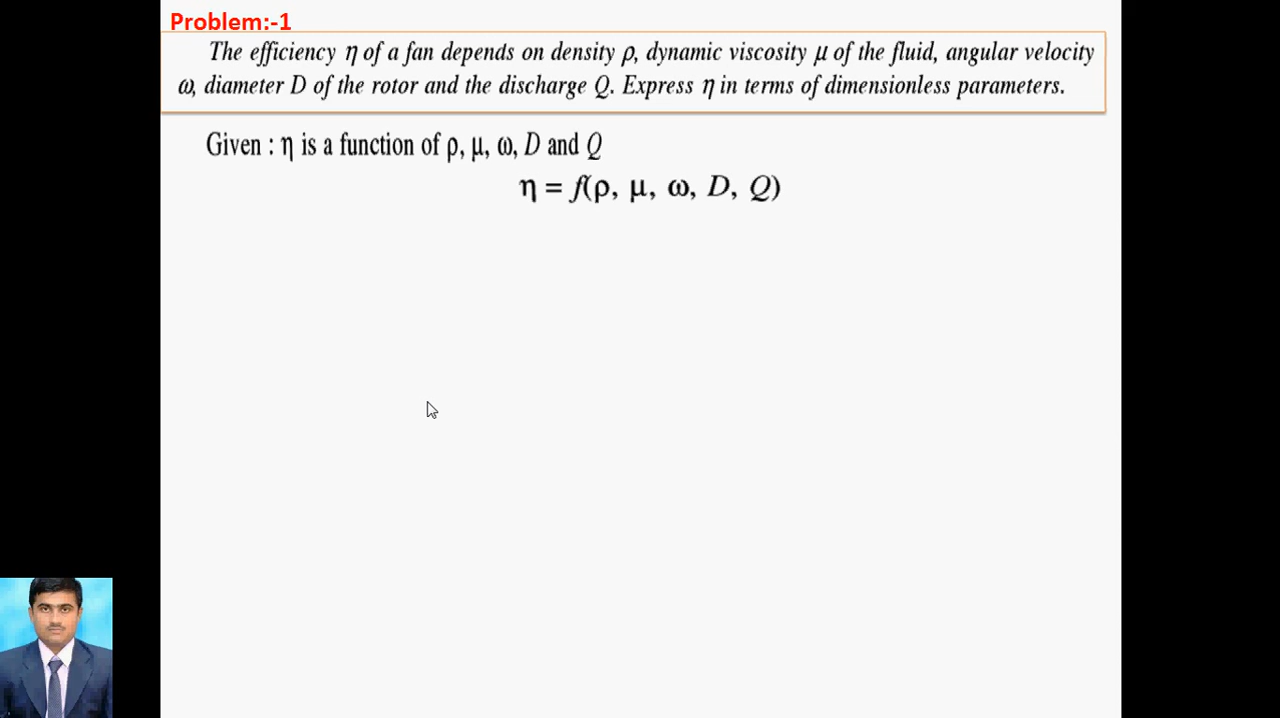 Problem:-1
The efficiency η of a fan depends on density ρ, dynamic viscosity μ of the fluid, angular velocity
ω, diameter D of the rotor and the discharge Q. Express η in terms of dimensionless parameters.
Given : η is a function of ρ, μ, ω, D and Q
η = f(ρ, μ, ω, D, Q)